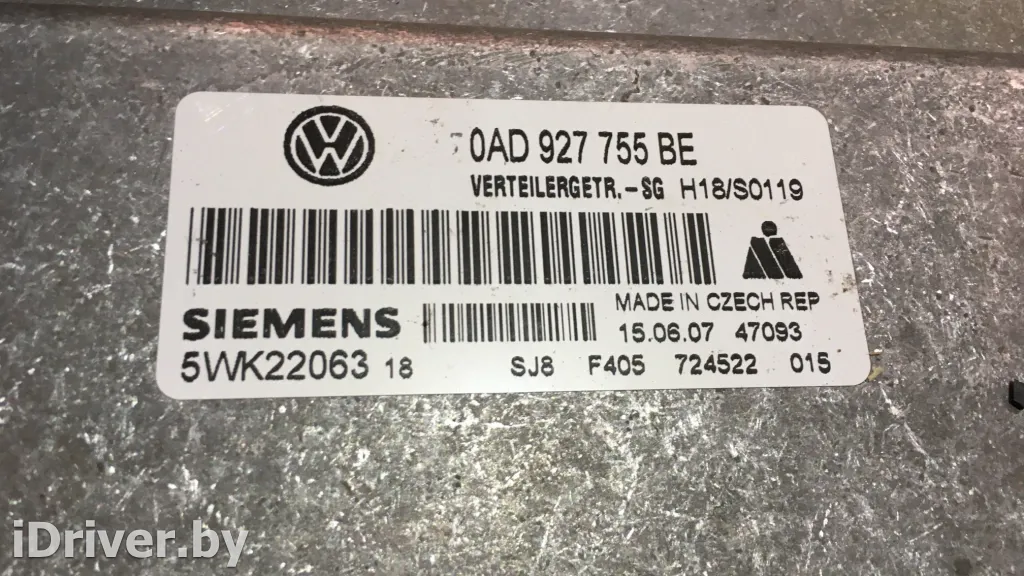 0AD 927 755 BE
VERTEILERGETR.-SG H18/S0119
SIEMENS
MADE IN CZECH REP
15.06.07 47093
5WK22063 18 SJ8 F405 724522 01S
iDriver.by